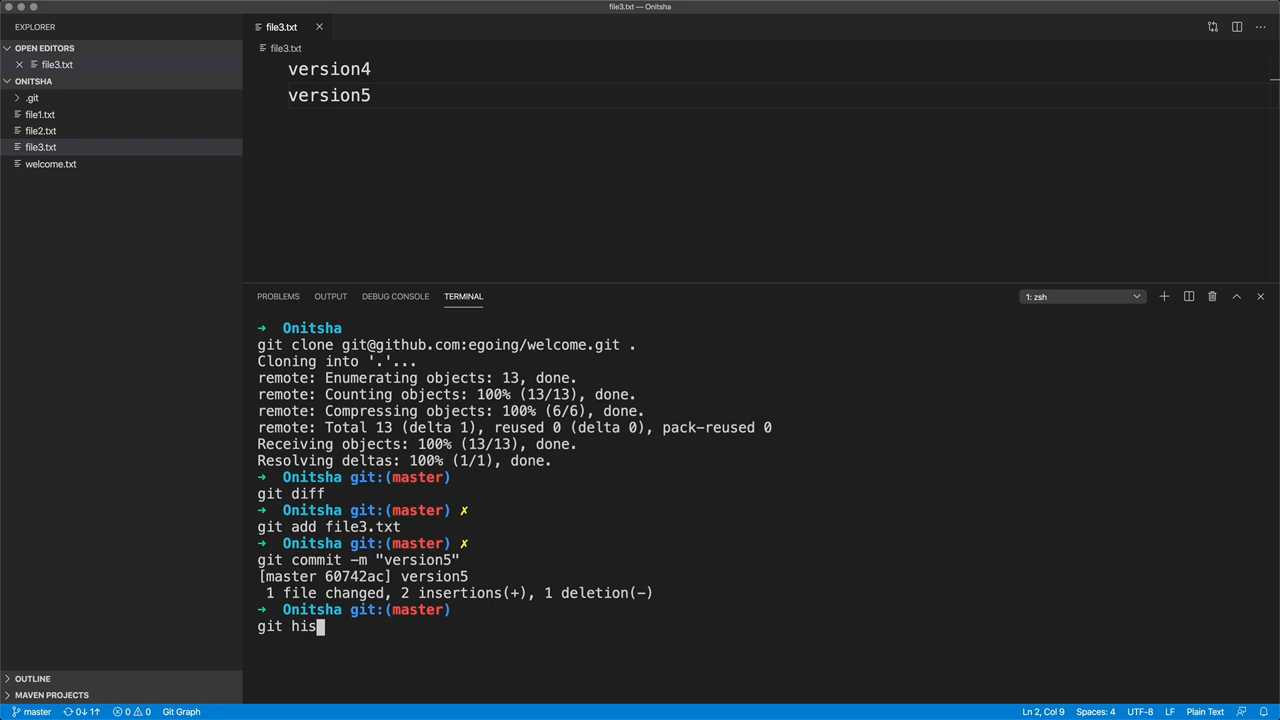 file3.txt — Onitsha
EXPLORER
OPEN EDITORS
file3.txt
ONITSHA
.git
file1.txt
file2.txt
file3.txt
welcome.txt
OUTLINE
MAVEN PROJECTS
file3.txt
file3.txt
version4
version5
PROBLEMS OUTPUT DEBUG CONSOLE TERMINAL 1: zsh
➜ Onitsha
git clone git@github.com:egoing/welcome.git .
Cloning into '.'...
remote: Enumerating objects: 13, done.
remote: Counting objects: 100% (13/13), done.
remote: Compressing objects: 100% (6/6), done.
remote: Total 13 (delta 1), reused 0 (delta 0), pack-reused 0
Receiving objects: 100% (13/13), done.
Resolving deltas: 100% (1/1), done.
➜ Onitsha git:(master)
git diff
➜ Onitsha git:(master) ✗
git add file3.txt
➜ Onitsha git:(master) ✗
git commit -m "version5"
[master 60742ac] version5
1 file changed, 2 insertions(+), 1 deletion(-)
➜ Onitsha git:(master)
git his
master 0↓ 1↑ 0 0 Git Graph Ln 2, Col 9 Spaces: 4 UTF-8 LF Plain Text